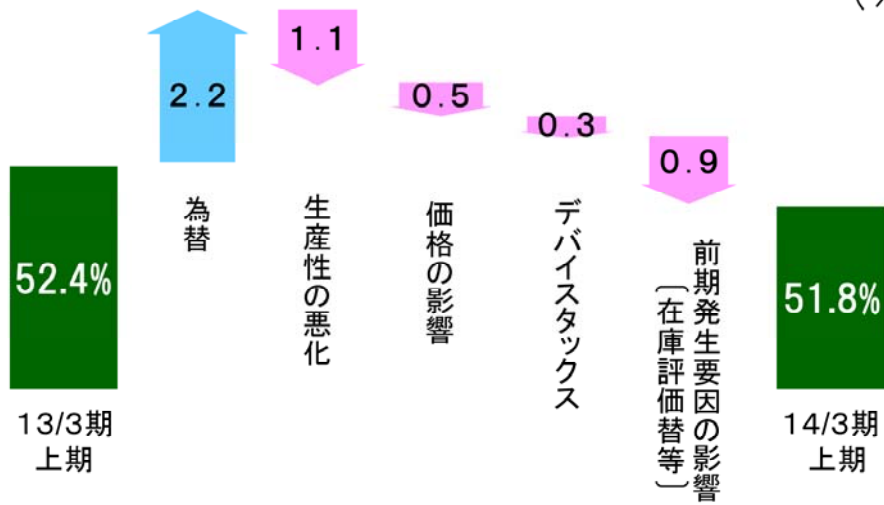 2.2
1.1
0.5
0.3
0.9
52.4%
51.8%
為替
生産性の悪化
価格の影響
デバイスタックス
前期発生要因の影響
〔在庫評価替等〕
13/3期
上期
14/3期
上期